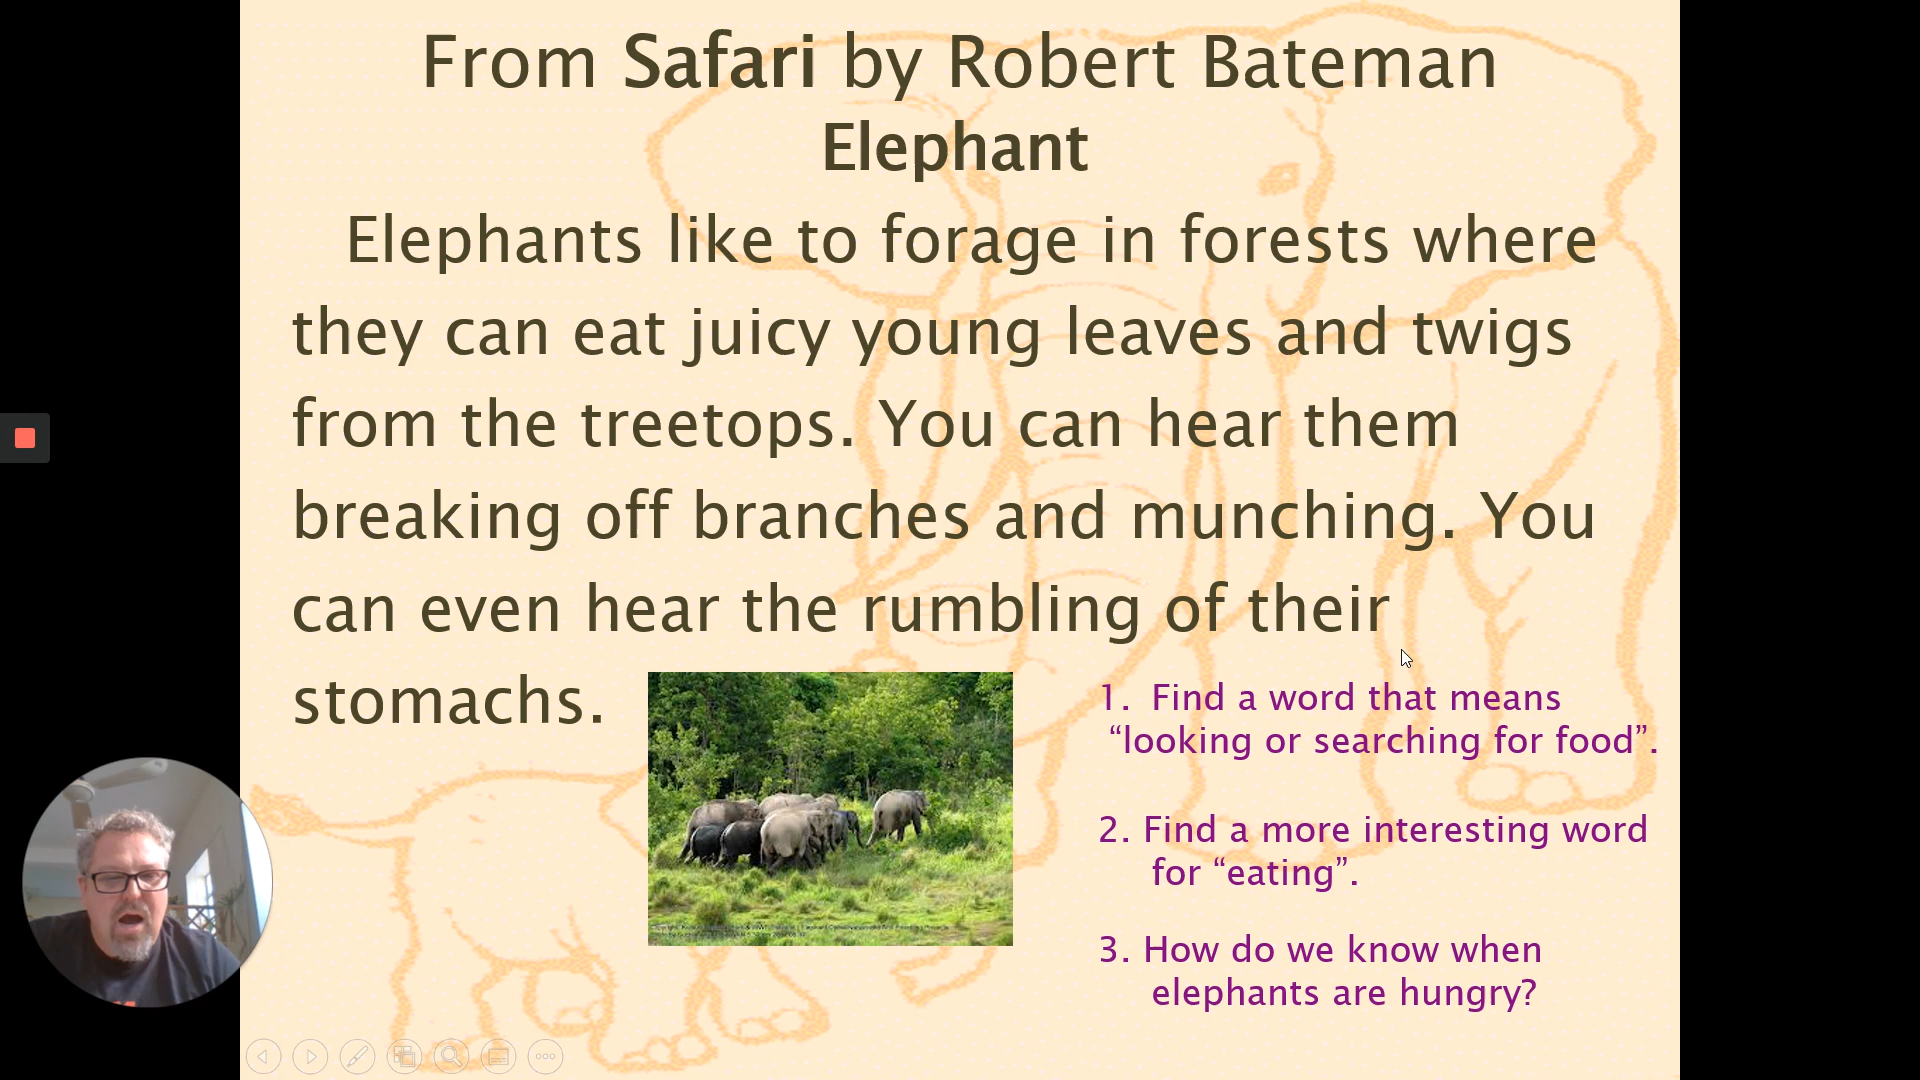 From Safari by Robert Bateman
Elephant
Elephants like to forage in forests where
they can eat juicy young leaves and twigs
from the treetops. You can hear them
breaking off branches and munching. You
can even hear the rumbling of their
stomachs.
1. Find a word that means
“looking or searching for food”.
2. Find a more interesting word
for “eating”.
3. How do we know when
elephants are hungry?